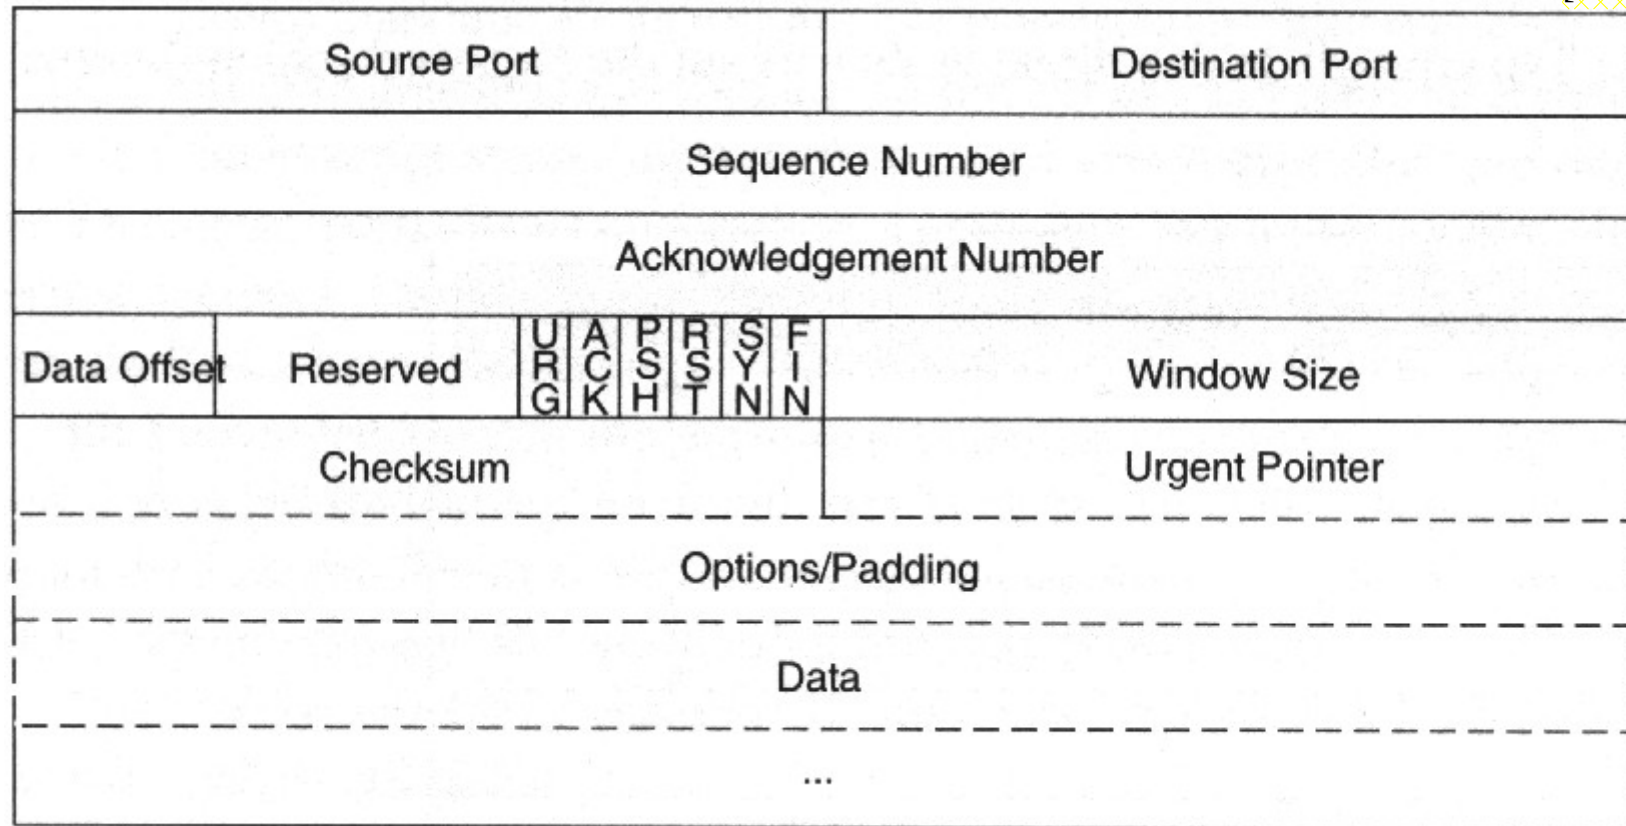 Source Port Destination Port
Sequence Number
Acknowledgement Number
Data Offset Reserved URG ACK PSH RST SYN FIN Window Size
Checksum Urgent Pointer
Options/Padding
Data
...